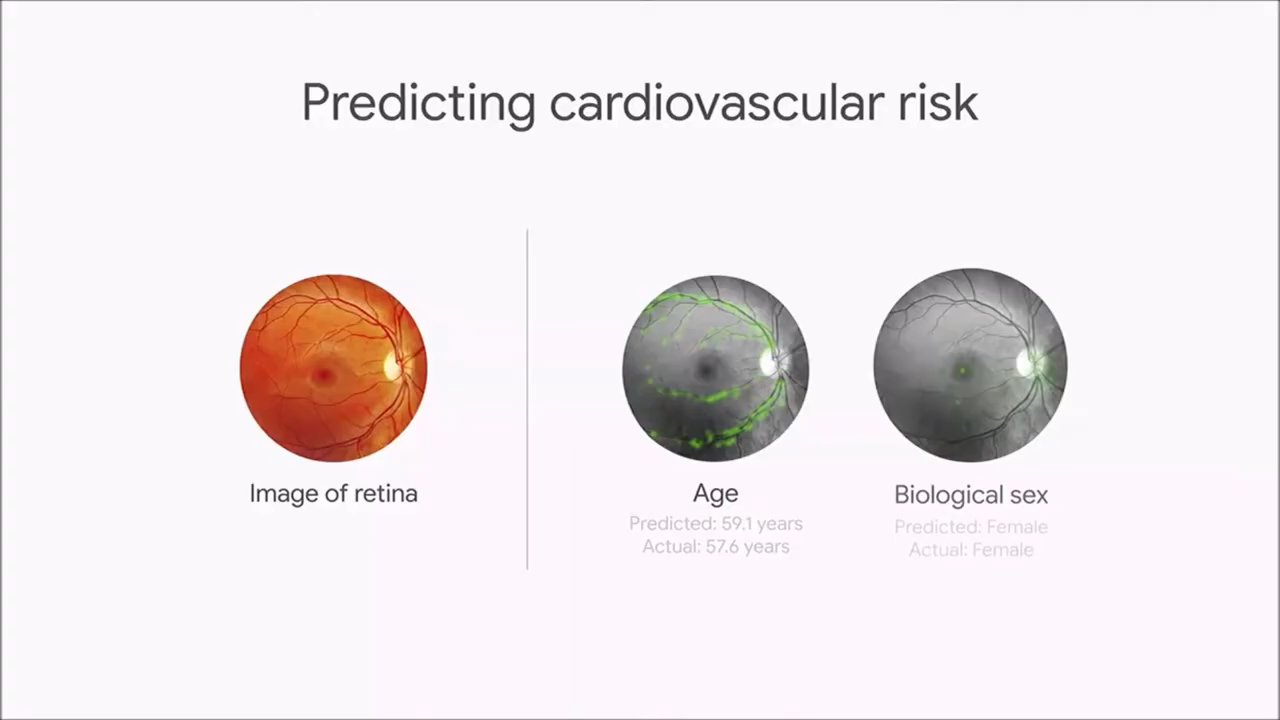 Predicting cardiovascular risk
Image of retina
Age
Predicted: 59.1 years
Actual: 57.6 years
Biological sex
Predicted: Female
Actual: Female